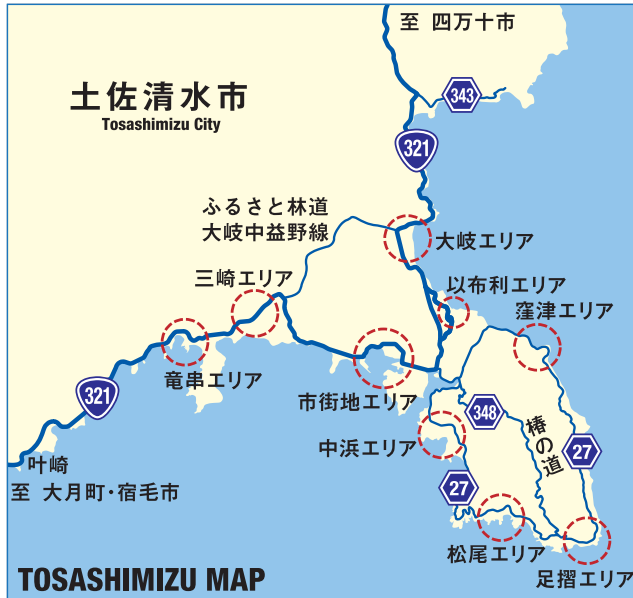 至 四万十市
土佐清水市
Tosashimizu City
343
321
ふるさと林道
大岐中益野線
大岐エリア
三崎エリア
以布利エリア
窪津エリア
竜串エリア
市街地エリア
321
348
椿の道
中浜エリア
27
27
叶崎
至 大月町・宿毛市
松尾エリア
足摺エリア
TOSASHIMIZU MAP